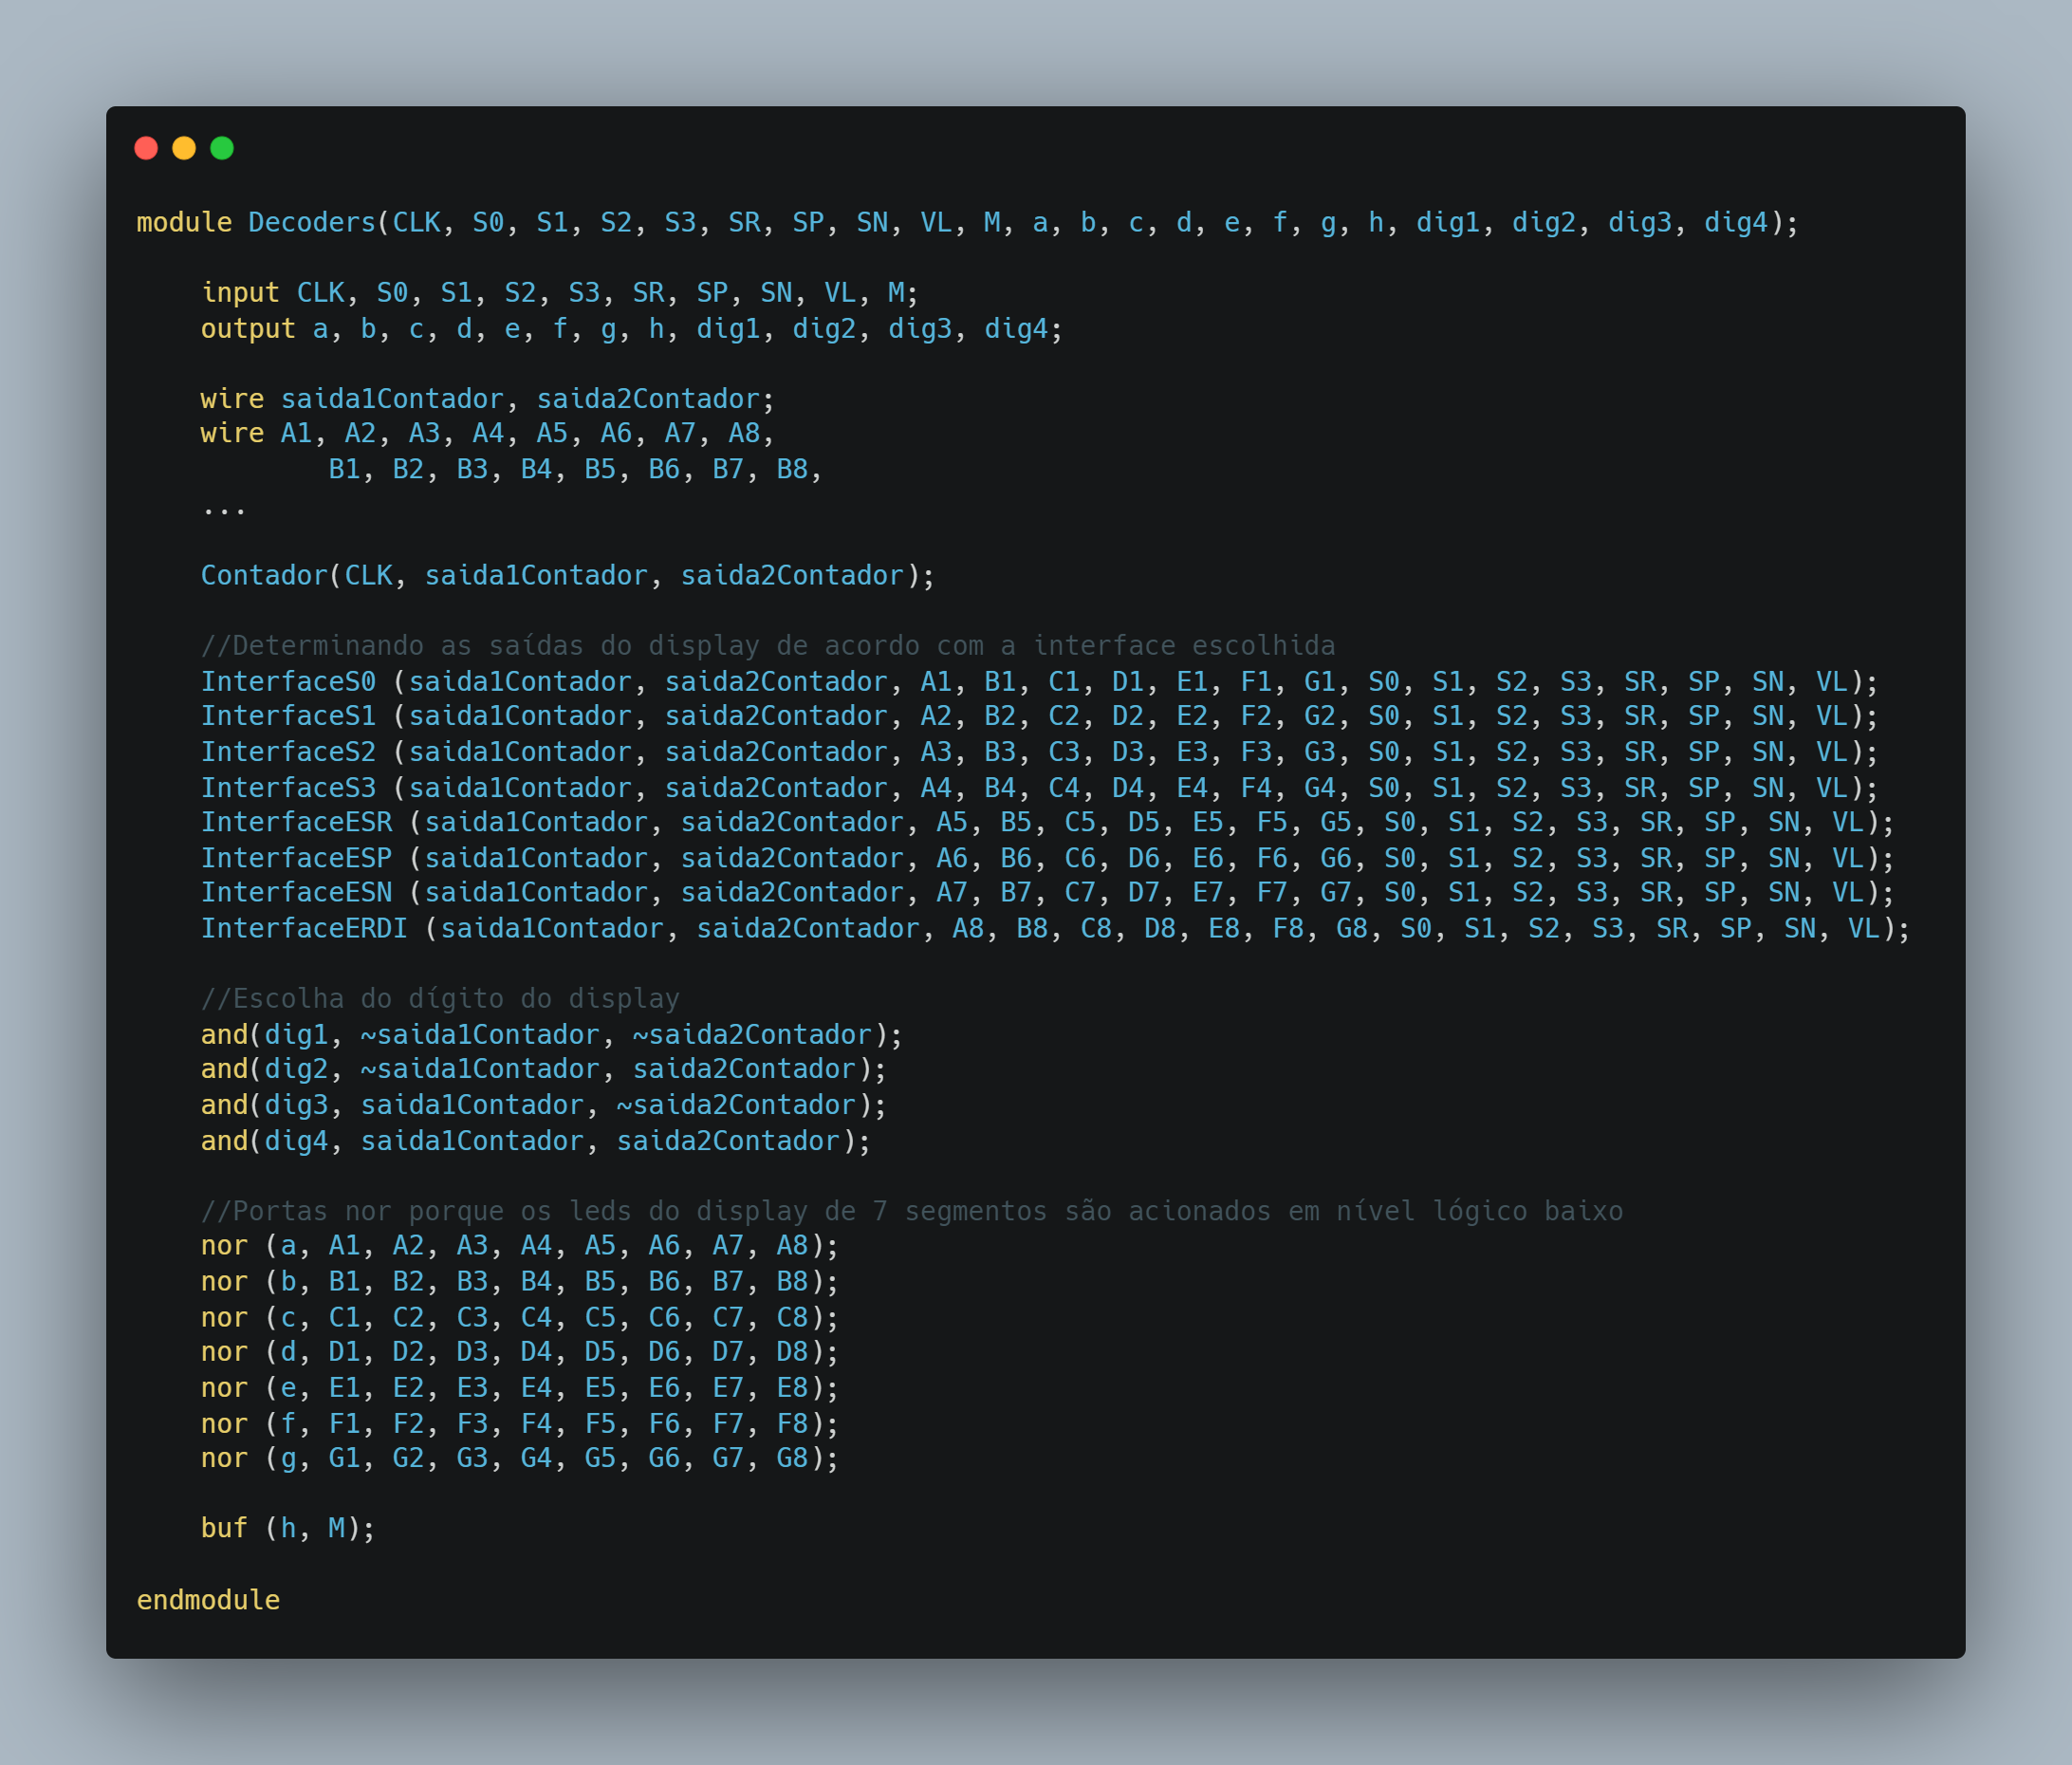 module Decoders(CLK, S0, S1, S2, S3, SR, SP, SN, VL, M, a, b, c, d, e, f, g, h, dig1, dig2, dig3, dig4);
input CLK, S0, S1, S2, S3, SR, SP, SN, VL, M;
output a, b, c, d, e, f, g, h, dig1, dig2, dig3, dig4;
wire saida1Contador, saida2Contador;
wire A1, A2, A3, A4, A5, A6, A7, A8,
B1, B2, B3, B4, B5, B6, B7, B8,
...
Contador(CLK, saida1Contador, saida2Contador);
//Determinando as saídas do display de acordo com a interface escolhida
InterfaceS0 (saida1Contador, saida2Contador, A1, B1, C1, D1, E1, F1, G1, S0, S1, S2, S3, SR, SP, SN, VL);
InterfaceS1 (saida1Contador, saida2Contador, A2, B2, C2, D2, E2, F2, G2, S0, S1, S2, S3, SR, SP, SN, VL);
InterfaceS2 (saida1Contador, saida2Contador, A3, B3, C3, D3, E3, F3, G3, S0, S1, S2, S3, SR, SP, SN, VL);
InterfaceS3 (saida1Contador, saida2Contador, A4, B4, C4, D4, E4, F4, G4, S0, S1, S2, S3, SR, SP, SN, VL);
InterfaceESR (saida1Contador, saida2Contador, A5, B5, C5, D5, E5, F5, G5, S0, S1, S2, S3, SR, SP, SN, VL);
InterfaceESP (saida1Contador, saida2Contador, A6, B6, C6, D6, E6, F6, G6, S0, S1, S2, S3, SR, SP, SN, VL);
InterfaceESN (saida1Contador, saida2Contador, A7, B7, C7, D7, E7, F7, G7, S0, S1, S2, S3, SR, SP, SN, VL);
InterfaceERDI (saida1Contador, saida2Contador, A8, B8, C8, D8, E8, F8, G8, S0, S1, S2, S3, SR, SP, SN, VL);
//Escolha do dígito do display
and(dig1, ~saida1Contador, ~saida2Contador);
and(dig2, ~saida1Contador, saida2Contador);
and(dig3, saida1Contador, ~saida2Contador);
and(dig4, saida1Contador, saida2Contador);
//Portas nor porque os leds do display de 7 segmentos são acionados em nível lógico baixo
nor (a, A1, A2, A3, A4, A5, A6, A7, A8);
nor (b, B1, B2, B3, B4, B5, B6, B7, B8);
nor (c, C1, C2, C3, C4, C5, C6, C7, C8);
nor (d, D1, D2, D3, D4, D5, D6, D7, D8);
nor (e, E1, E2, E3, E4, E5, E6, E7, E8);
nor (f, F1, F2, F3, F4, F5, F6, F7, F8);
nor (g, G1, G2, G3, G4, G5, G6, G7, G8);
buf (h, M);
endmodule